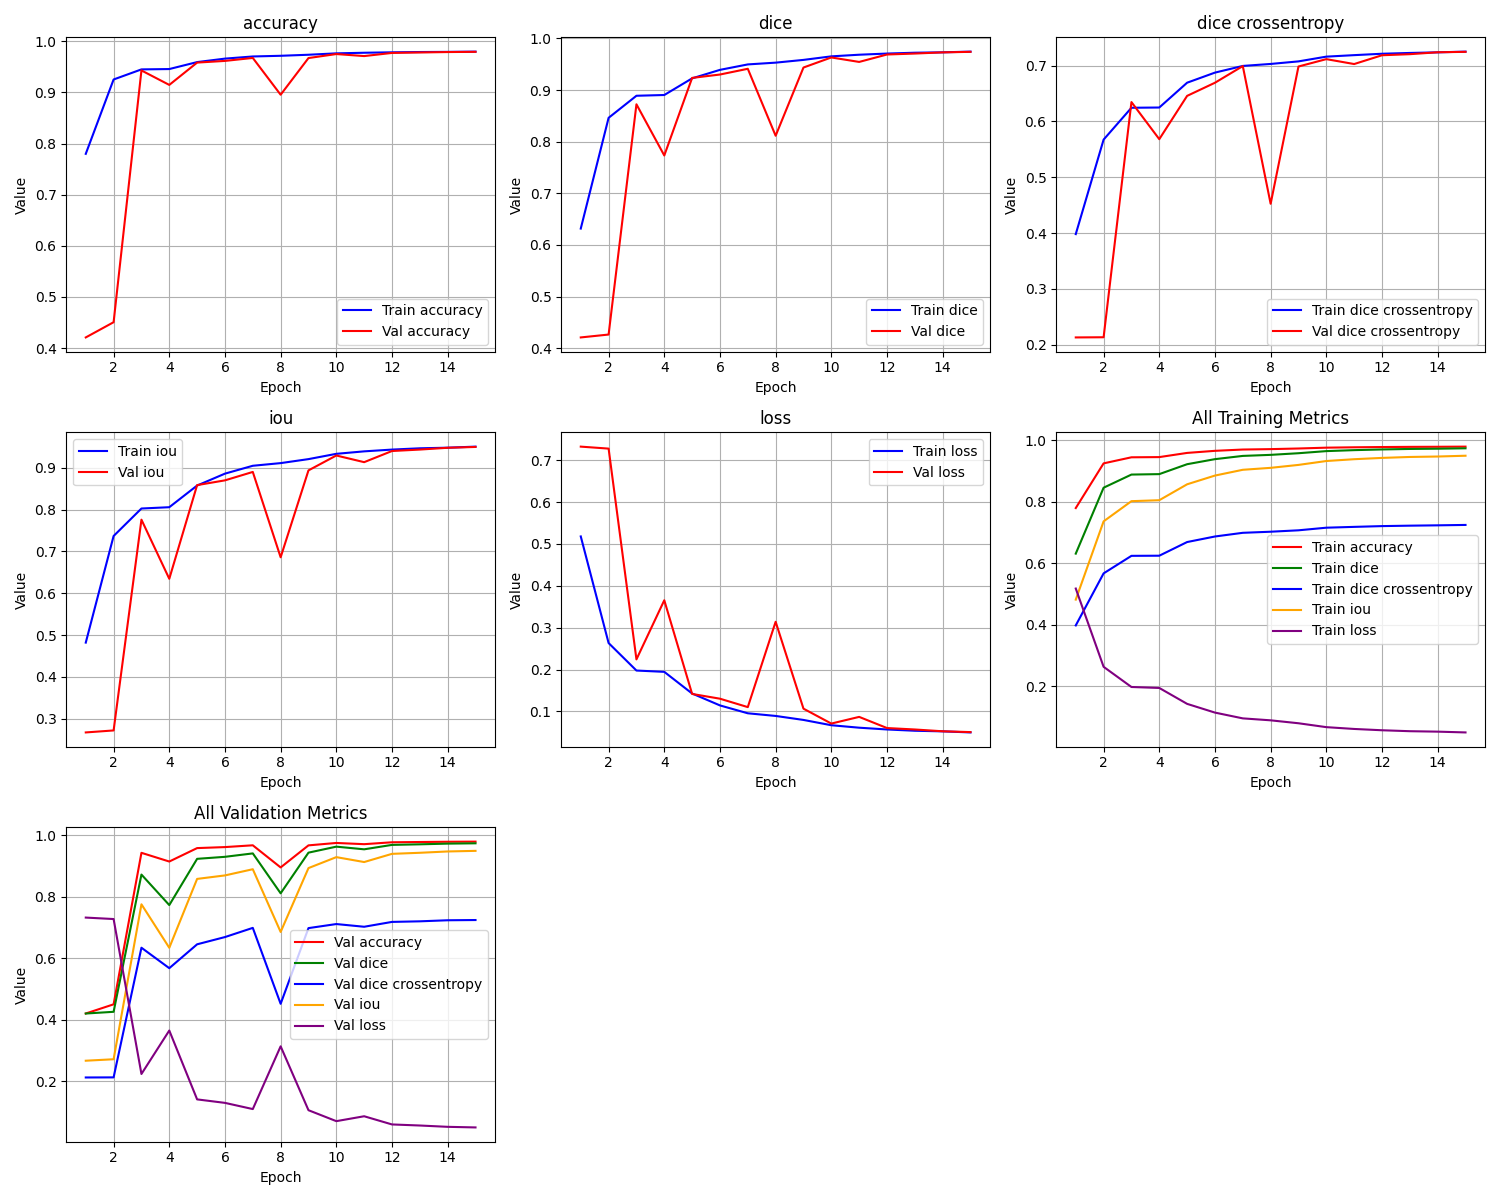 accuracy
1.0
0.9
0.8
0.7
0.6
0.5
0.4
Value
Train accuracy
Val accuracy
2 4 6 8 10 12 14
Epoch
dice
1.0
0.9
0.8
0.7
0.6
0.5
0.4
Value
Train dice
Val dice
2 4 6 8 10 12 14
Epoch
dice crossentropy
0.7
0.6
0.5
0.4
0.3
0.2
Value
Train dice crossentropy
Val dice crossentropy
2 4 6 8 10 12 14
Epoch
iou
0.9
0.8
0.7
0.6
0.5
0.4
0.3
Value
Train iou
Val iou
2 4 6 8 10 12 14
Epoch
loss
0.7
0.6
0.5
0.4
0.3
0.2
0.1
Value
Train loss
Val loss
2 4 6 8 10 12 14
Epoch
All Training Metrics
1.0
0.8
0.6
0.4
0.2
Value
Train accuracy
Train dice
Train dice crossentropy
Train iou
Train loss
2 4 6 8 10 12 14
Epoch
All Validation Metrics
1.0
0.8
0.6
0.4
0.2
Value
Val accuracy
Val dice
Val dice crossentropy
Val iou
Val loss
2 4 6 8 10 12 14
Epoch